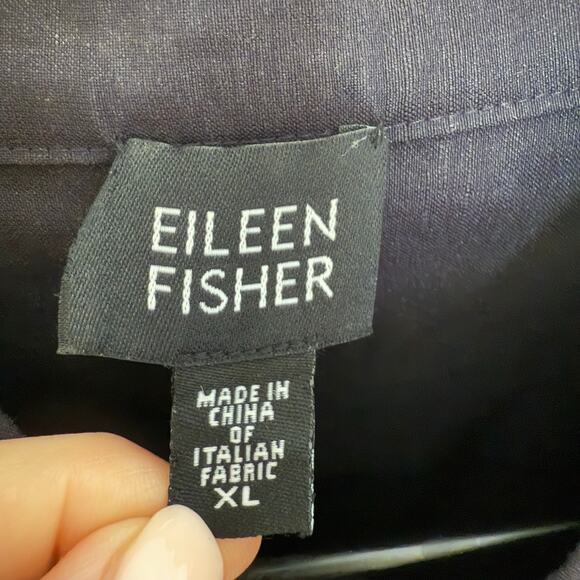 EILEEN
FISHER
MADE IN
CHINA
OF
ITALIAN
FABRIC
XL